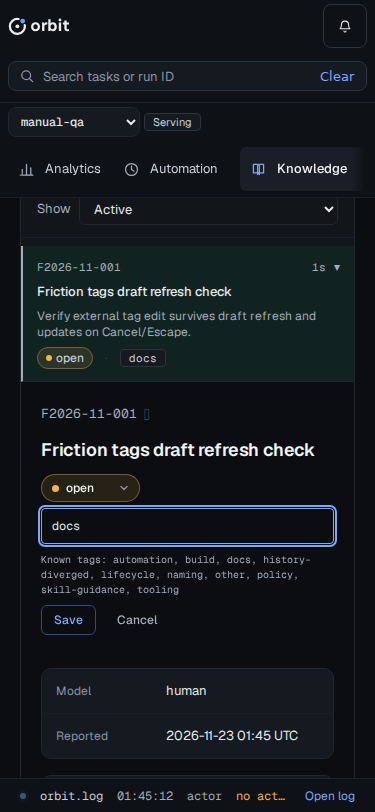 orbit
Search tasks or run ID
Clear
manual-qa
Serving
Analytics
Automation
Knowledge
Show
Active
F2026-11-001
1s ▼
Friction tags draft refresh check
Verify external tag edit survives draft refresh and
updates on Cancel/Escape.
open
·
docs
F2026-11-001
Friction tags draft refresh check
open
docs
Known tags: automation, build, docs, history-
diverged, lifecycle, naming, other, policy,
skill-guidance, tooling
Save
Cancel
Model
human
Reported
2026-11-23 01:45 UTC
orbit.log
01:45:12
actor
no act…
Open log